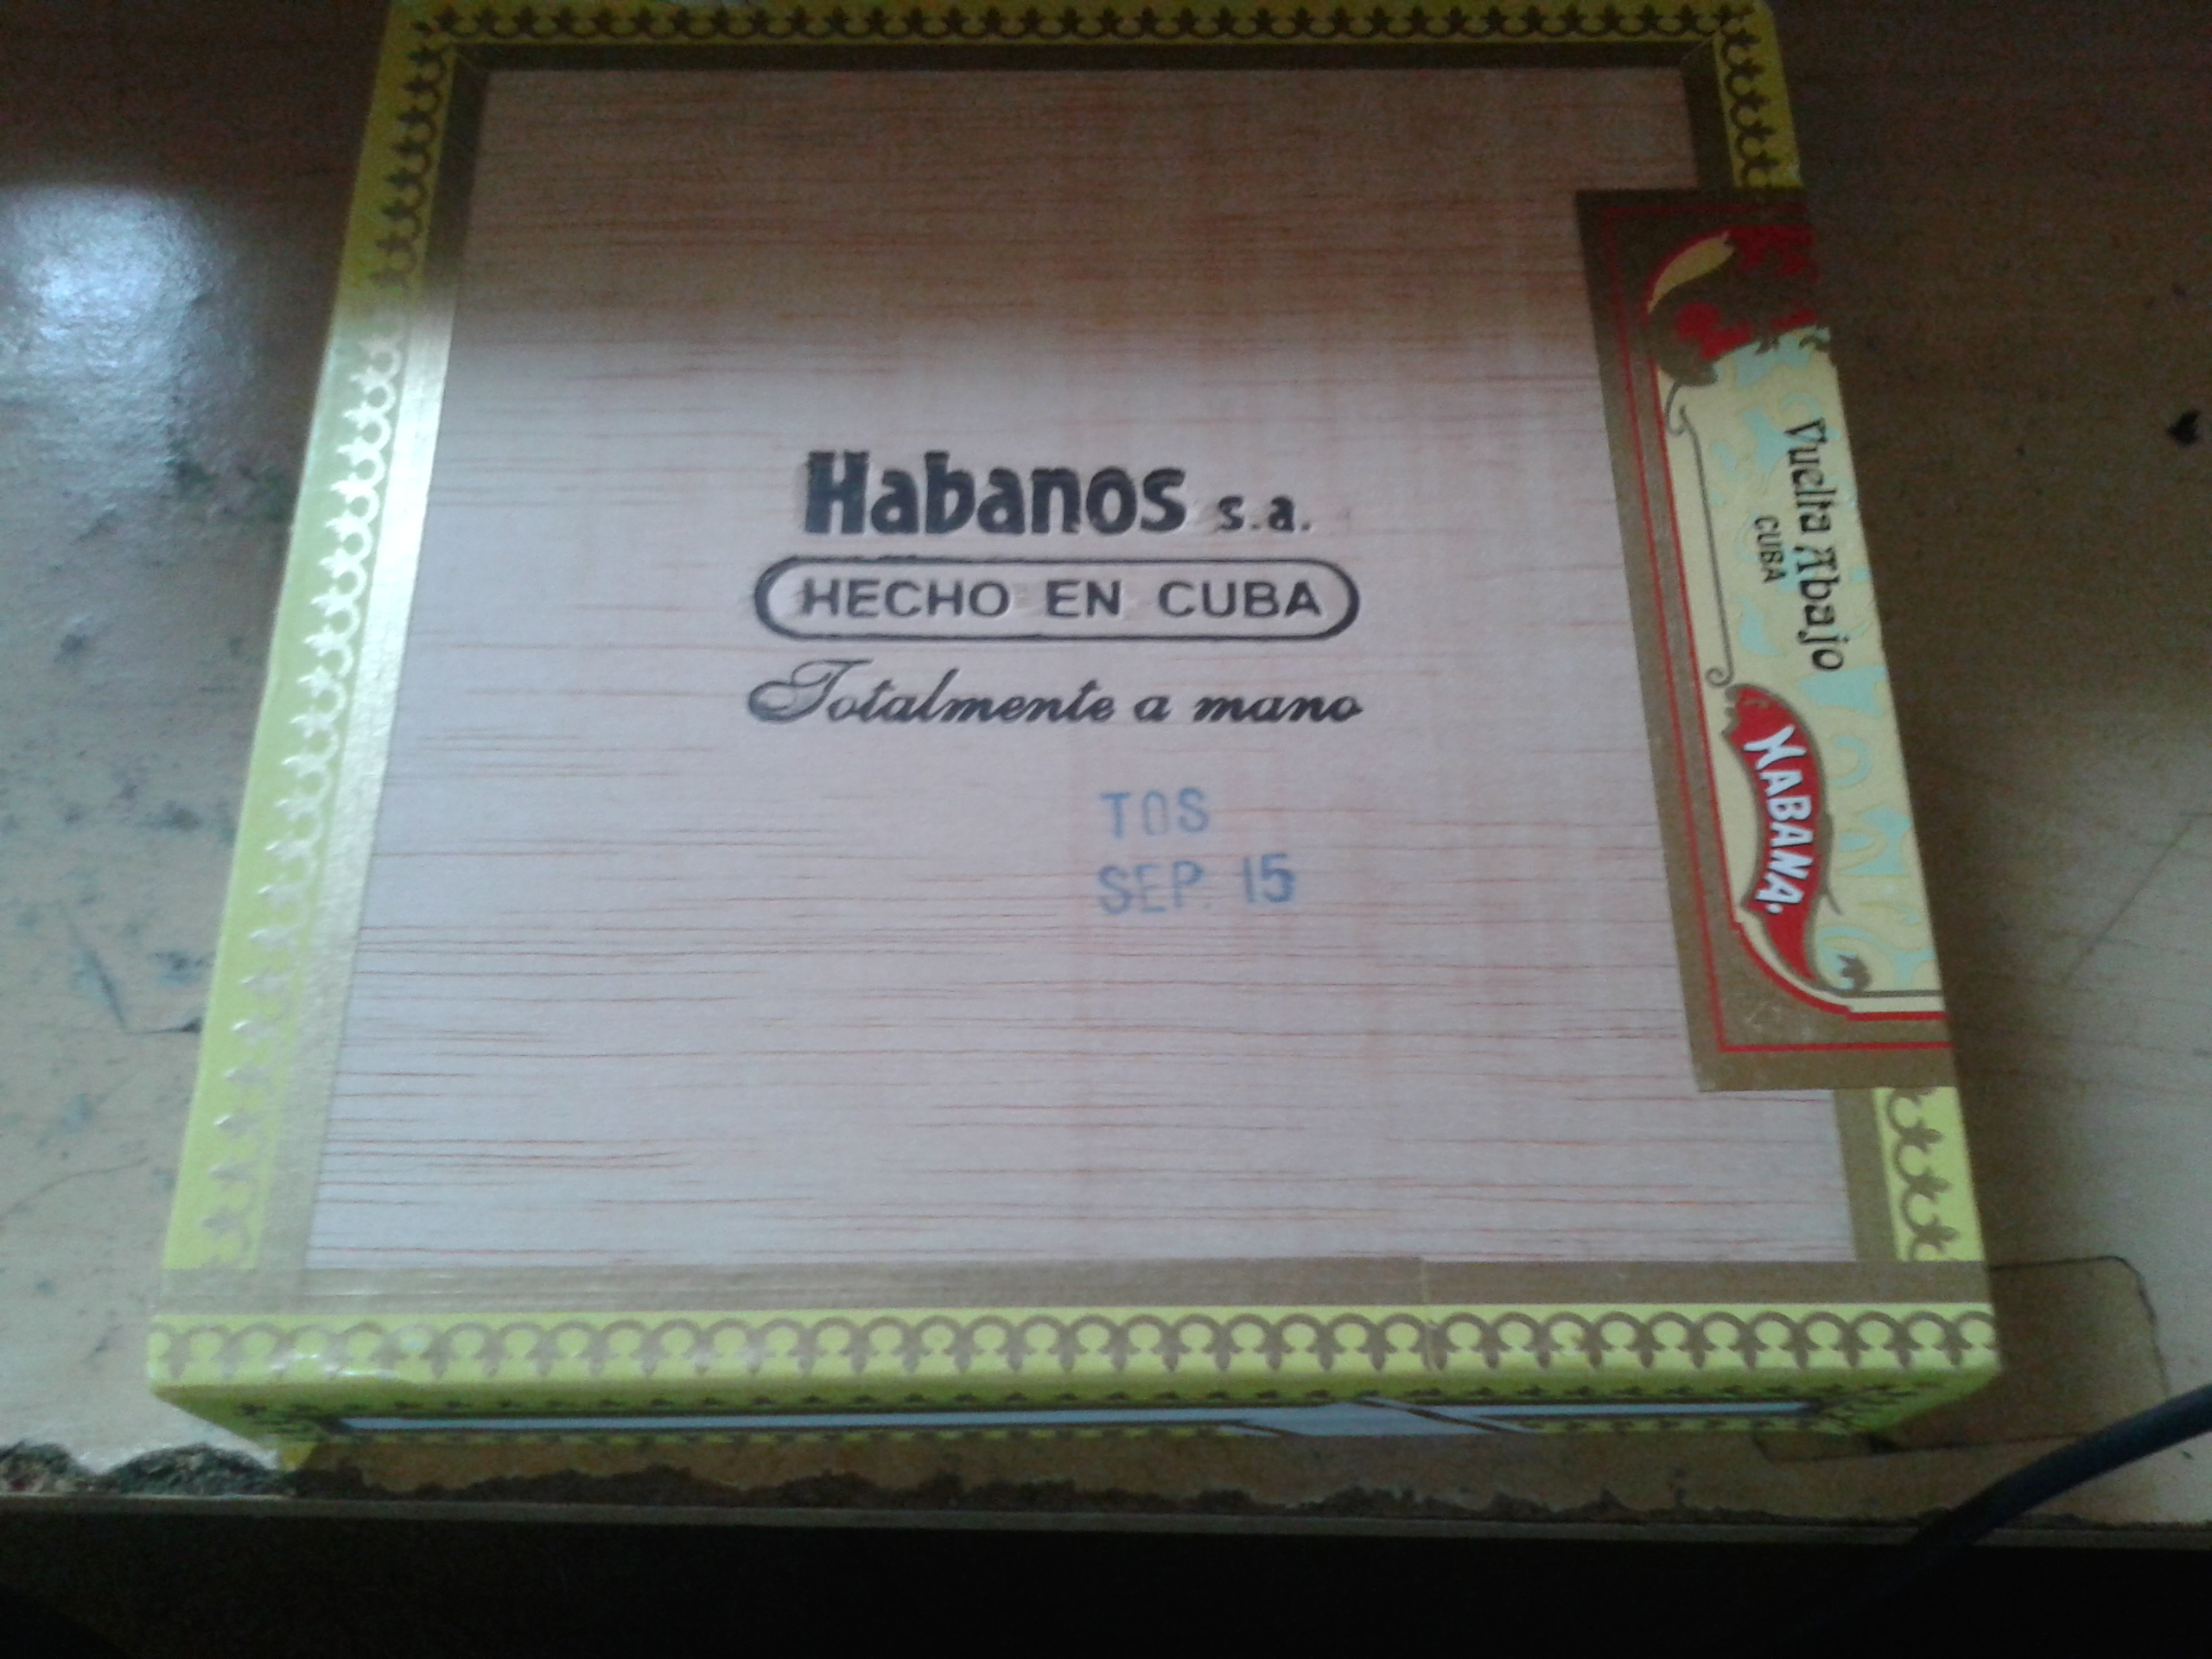 Habanos s.a.
HECHO EN CUBA
Totalmente a mano
TOS
SEP. 15
Vuelta Abajo
CUBA
HABANA.